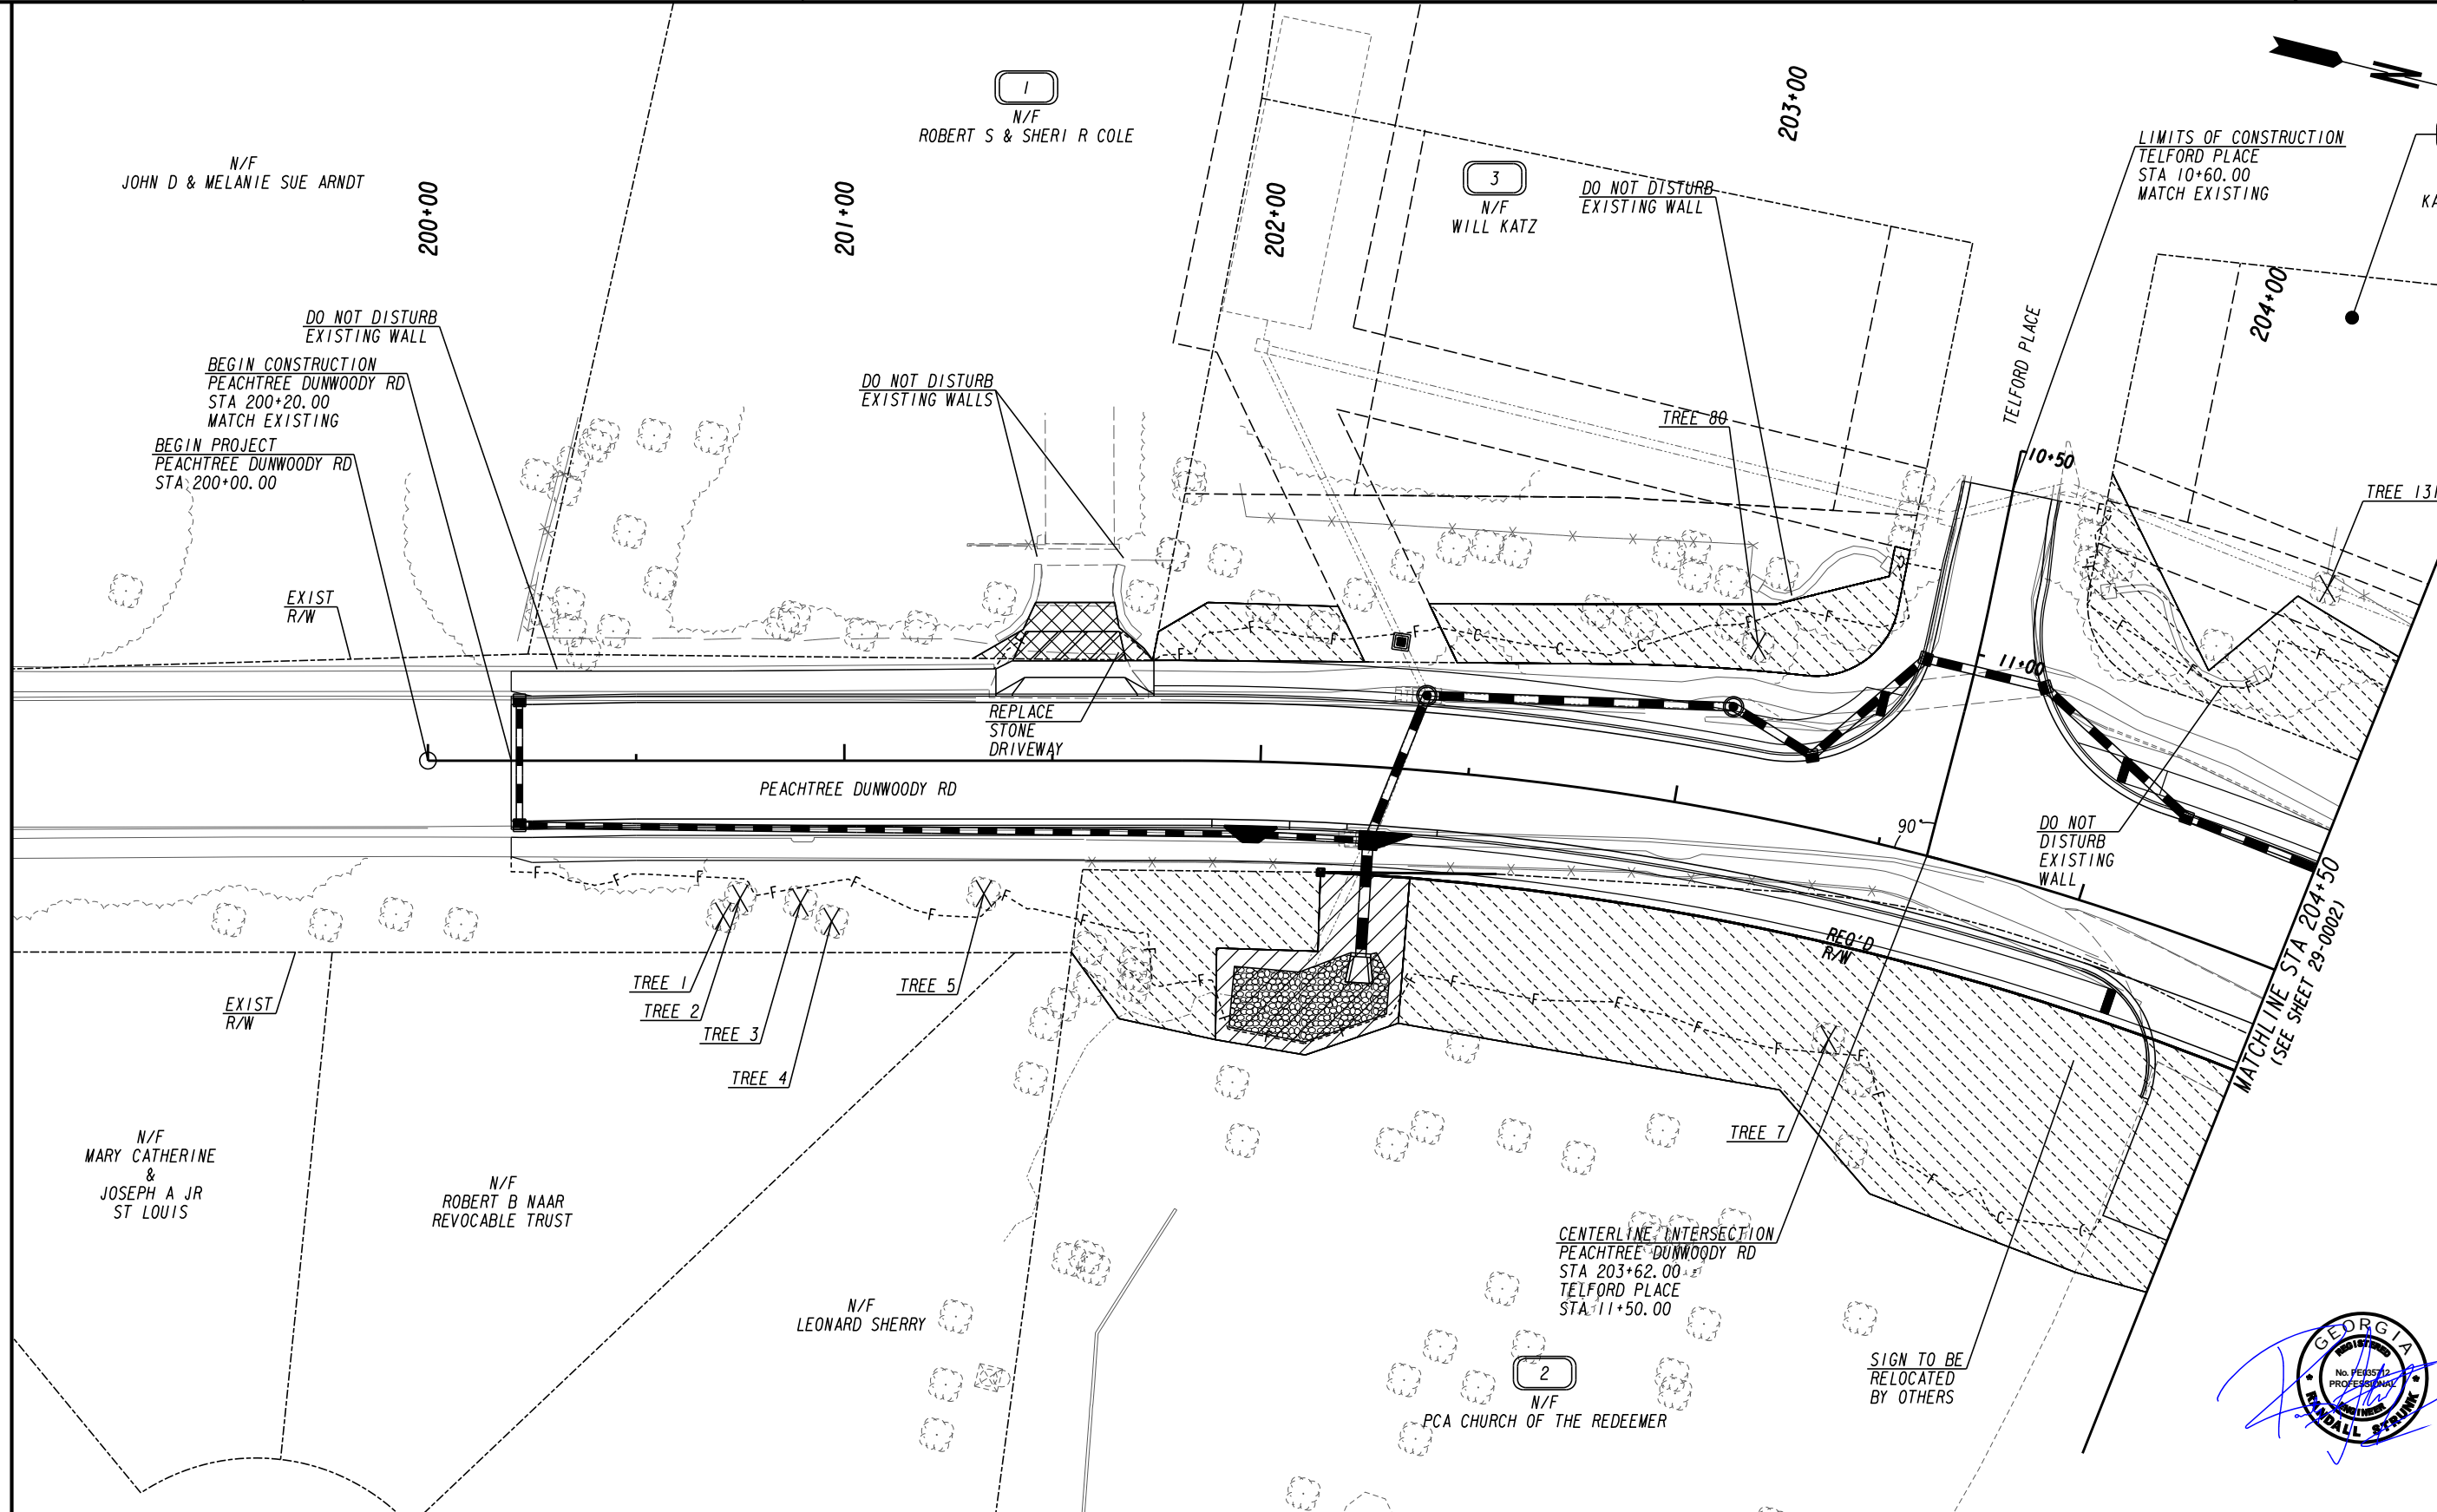 N/F
JOHN D & MELANIE SUE ARNDT
1
N/F
ROBERT S & SHERI R COLE
3
N/F
WILL KATZ
200+00
201+00
202+00
203+00
204+00
N
LIMITS OF CONSTRUCTION
TELFORD PLACE
STA 10+60.00
MATCH EXISTING
KA
DO NOT DISTURB
EXISTING WALL
DO NOT DISTURB
EXISTING WALL
BEGIN CONSTRUCTION
PEACHTREE DUNWOODY RD
STA 200+20.00
MATCH EXISTING
BEGIN PROJECT
PEACHTREE DUNWOODY RD
STA 200+00.00
DO NOT DISTURB
EXISTING WALLS
TREE 80
TELFORD PLACE
10+50
TREE 131
EXIST
R/W
11+00
REPLACE
STONE
DRIVEWAY
PEACHTREE DUNWOODY RD
90°
DO NOT
DISTURB
EXISTING
WALL
MATCHLINE STA 204+50
(SEE SHEET 29-0002)
REQ'D
R/W
TREE 1
TREE 2
TREE 3
TREE 4
TREE 5
TREE 7
EXIST
R/W
N/F
MARY CATHERINE
&
JOSEPH A JR
ST LOUIS
N/F
ROBERT B NAAR
REVOCABLE TRUST
N/F
LEONARD SHERRY
CENTERLINE INTERSECTION
PEACHTREE DUNWOODY RD
STA 203+62.00 =
TELFORD PLACE
STA 11+50.00
2
N/F
PCA CHURCH OF THE REDEEMER
SIGN TO BE
RELOCATED
BY OTHERS
GEORGIA
REGISTERED
No. PE035712
PROFESSIONAL
ENGINEER
RANDALL STRUNK